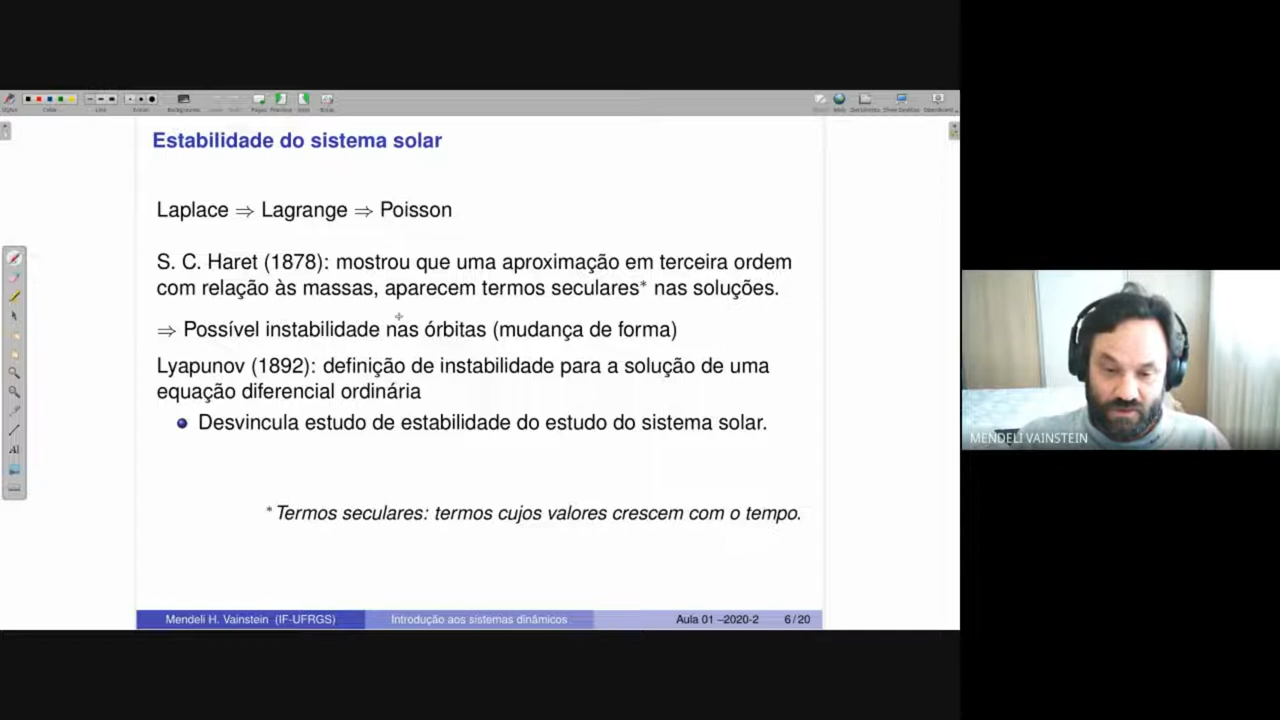 Estabilidade do sistema solar
Laplace ⇒ Lagrange ⇒ Poisson
S. C. Haret (1878): mostrou que uma aproximação em terceira ordem
com relação às massas, aparecem termos seculares* nas soluções.
⇒ Possível instabilidade nas órbitas (mudança de forma)
Lyapunov (1892): definição de instabilidade para a solução de uma
equação diferencial ordinária
Desvincula estudo de estabilidade do estudo do sistema solar.
* Termos seculares: termos cujos valores crescem com o tempo.
Mendeli H. Vainstein (IF-UFRGS) Introdução aos sistemas dinâmicos Aula 01 –2020-2 6/20
MENDELI VAINSTEIN